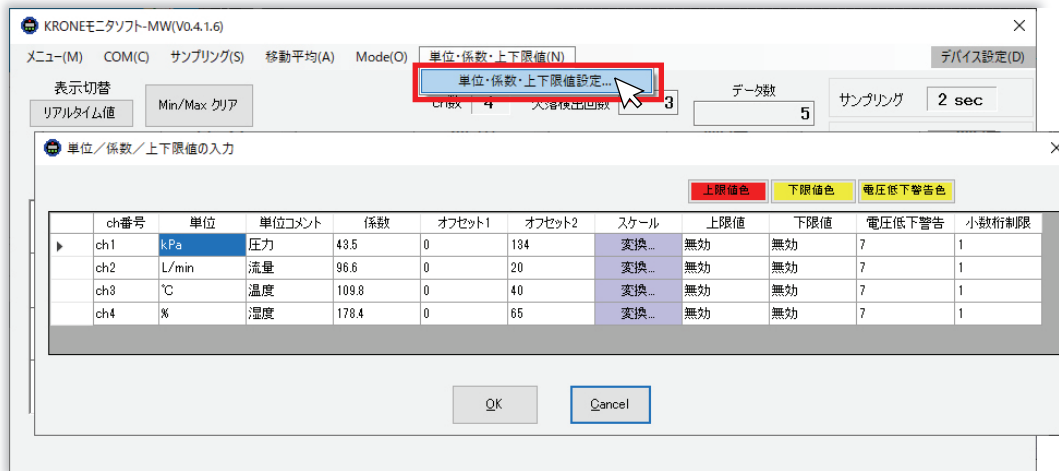 KRONEモニタソフト-MW(V0.4.1.6)
メニュー(M) COM(C) サンプリング(S) 移動平均(A) Mode(O) 単位・係数・上下限値(N) デバイス設定(D)
単位・係数・上下限値設定...
表示切替
リアルタイム値 Min/Max クリア ch数 4 欠落検出回数 3 データ数 5 サンプリング 2 sec
単位/係数/上下限値の入力
上限値色 下限値色 電圧低下警告色
ch番号 単位 単位コメント 係数 オフセット1 オフセット2 スケール 上限値 下限値 電圧低下警告 小数桁制限
ch1 kPa 圧力 43.5 0 134 変換... 無効 無効 7 1
ch2 L/min 流量 96.6 0 20 変換... 無効 無効 7 1
ch3 ℃ 温度 109.8 0 40 変換... 無効 無効 7 1
ch4 % 湿度 178.4 0 65 変換... 無効 無効 7 1
OK Cancel